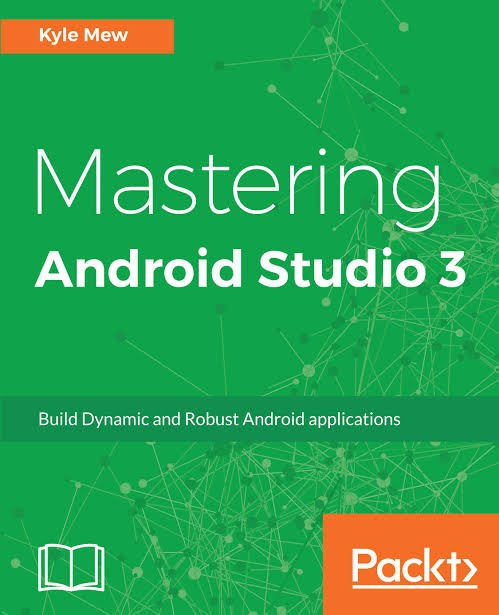 Kyle Mew
Mastering
Android Studio 3
Build Dynamic and Robust Android applications
Packt>